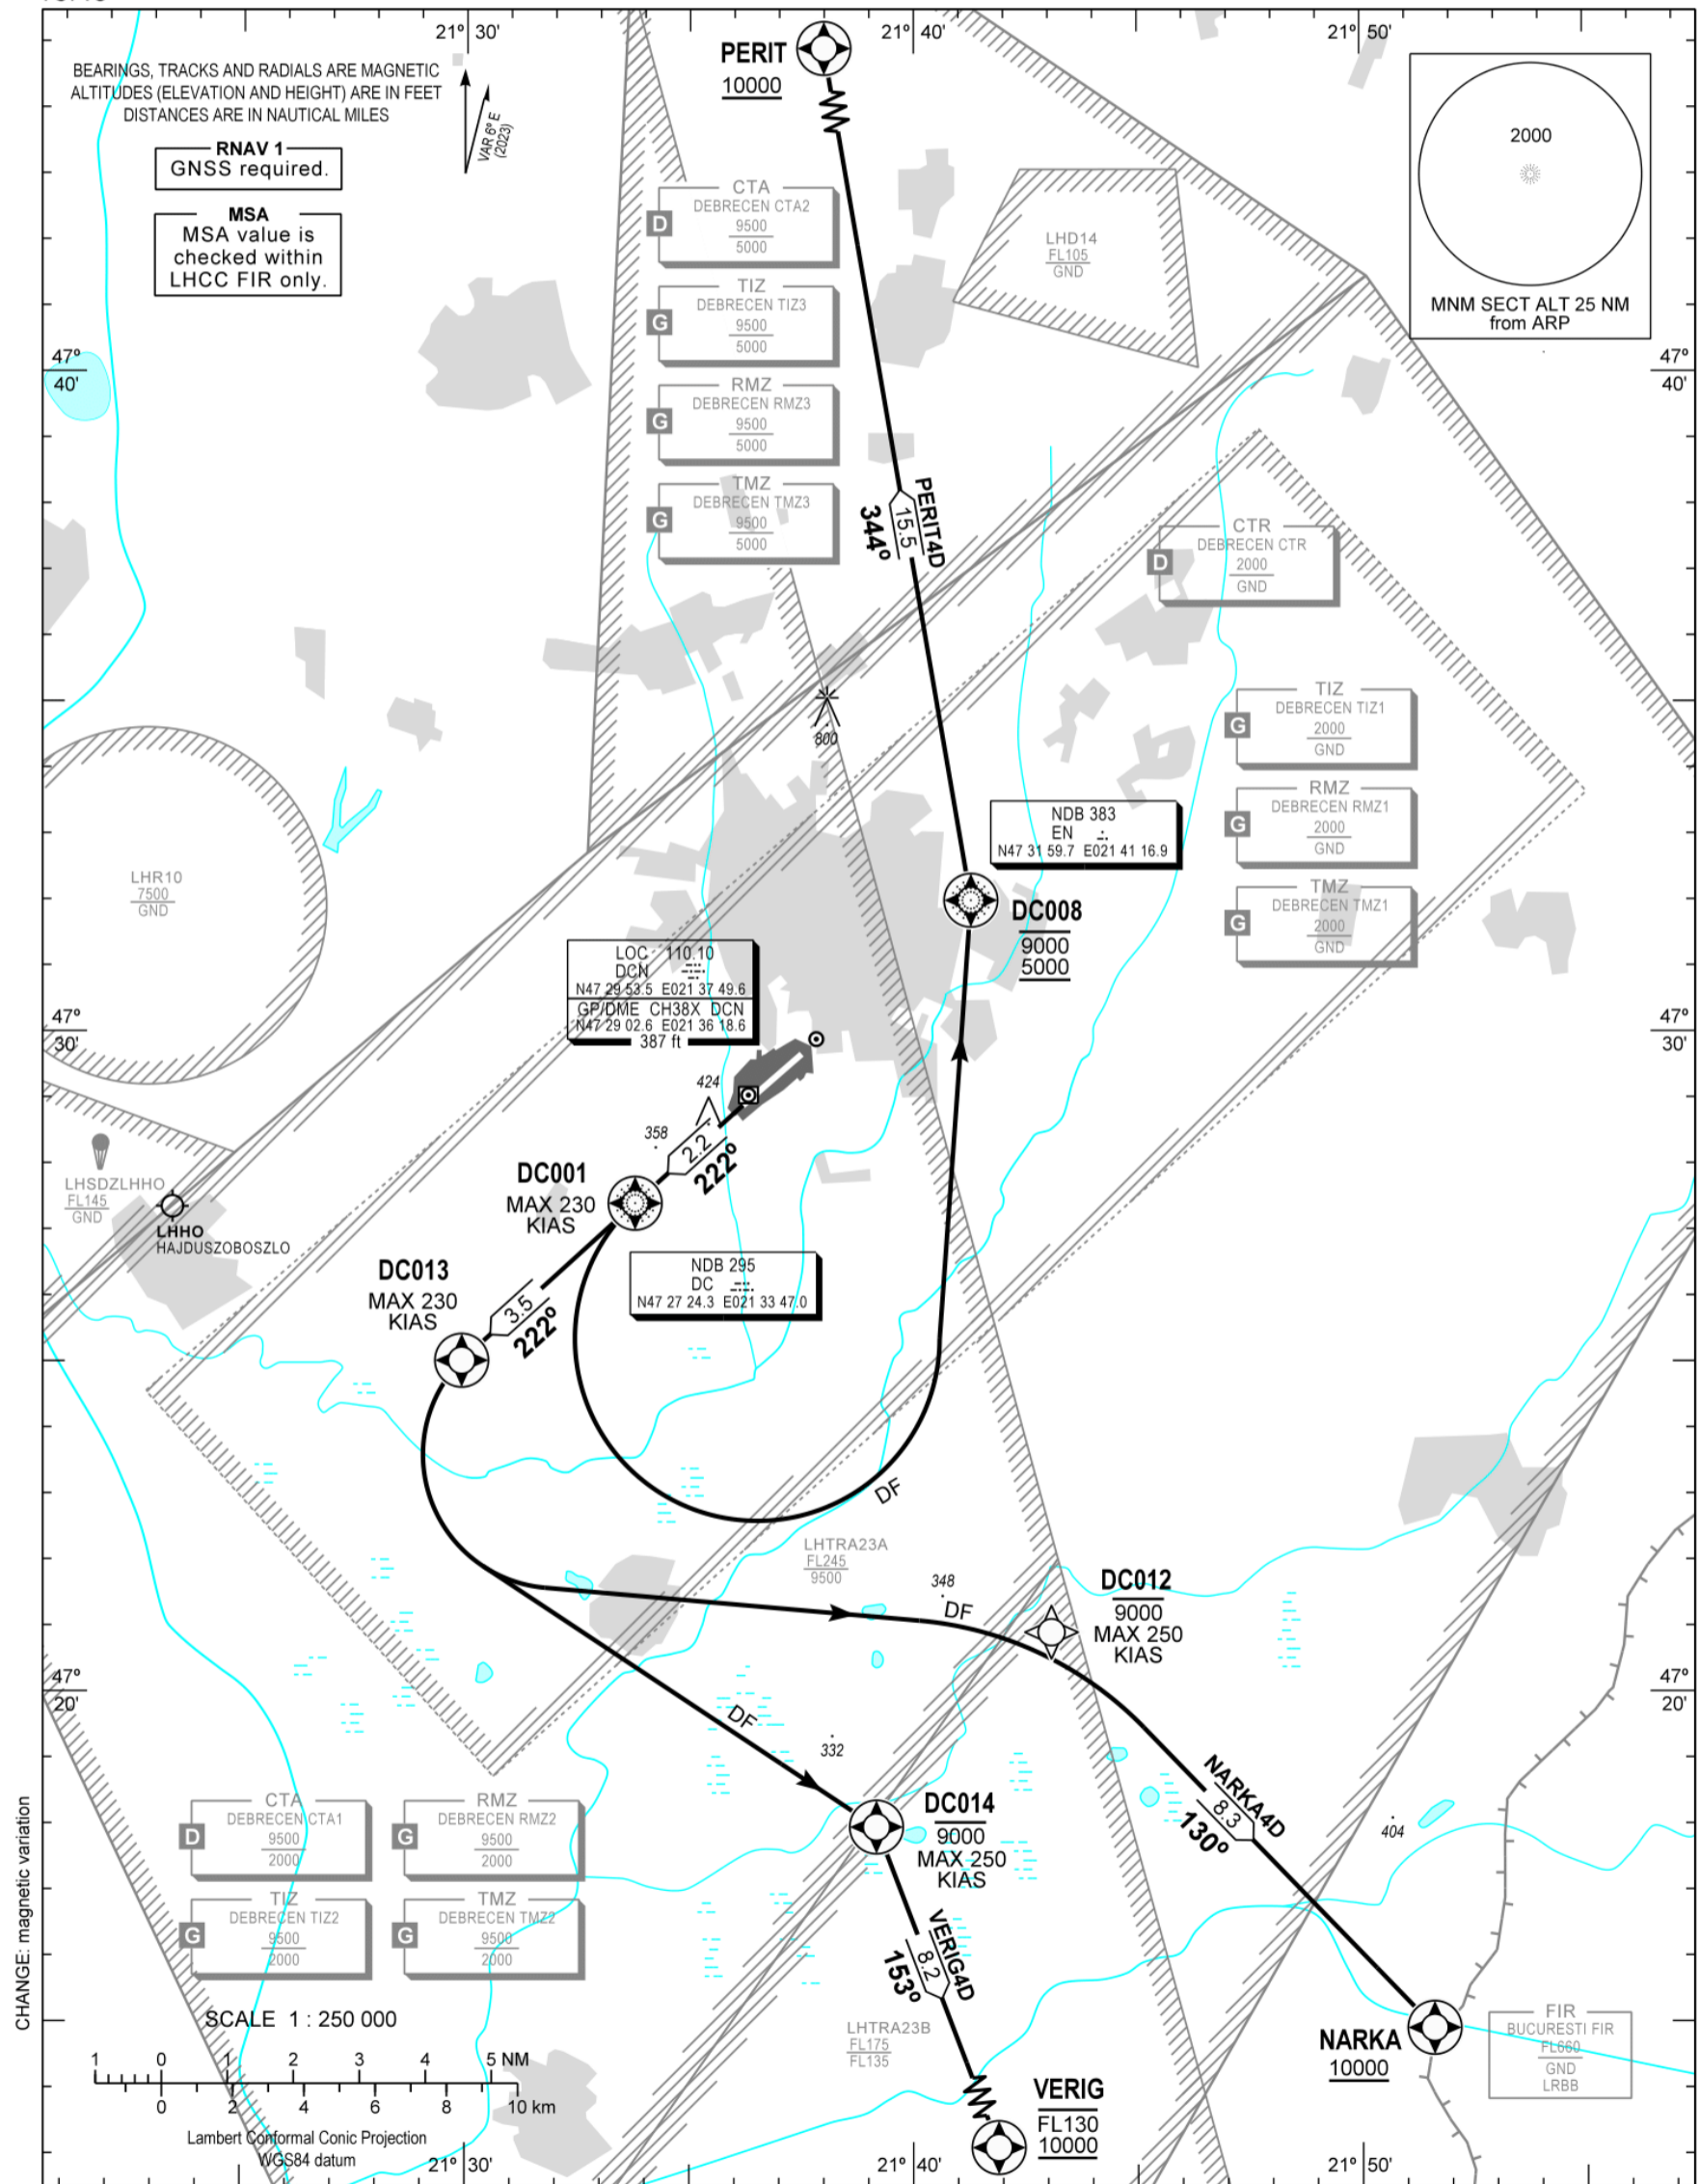 21° 30'
21° 40'
21° 50'
PERIT
10000
BEARINGS, TRACKS AND RADIALS ARE MAGNETIC
ALTITUDES (ELEVATION AND HEIGHT) ARE IN FEET
DISTANCES ARE IN NAUTICAL MILES
VAR 6° E
(2023)
RNAV 1
GNSS required.
MSA
MSA value is
checked within
LHCC FIR only.
2000
MNM SECT ALT 25 NM
from ARP
CTA
DEBRECEN CTA2
D
9500
5000
TIZ
DEBRECEN TIZ3
G
9500
5000
RMZ
DEBRECEN RMZ3
G
9500
5000
TMZ
DEBRECEN TMZ3
G
9500
5000
LHD14
FL105
GND
47°
40'
47°
40'
PERIT4D
15.5
344°
CTR
DEBRECEN CTR
D
2000
GND
TIZ
DEBRECEN TIZ1
G
2000
GND
RMZ
DEBRECEN RMZ1
G
2000
GND
TMZ
DEBRECEN TMZ1
G
2000
GND
800
NDB 383
EN
N47 31 59.7 E021 41 16.9
LHR10
7500
GND
DC008
9000
5000
LOC 110.10
DCN
N47 29 53.5 E021 37 49.6
GP/DME CH38X DCN
N47 29 02.6 E021 36 18.6
387 ft
47°
30'
47°
30'
424
358
2.2
222°
DC001
MAX 230
KIAS
LHSDZLHHO
FL145
GND
LHHO
HAJDUSZOBOSZLO
NDB 295
DC
N47 27 24.3 E021 33 47.0
DC013
MAX 230
KIAS
3.5
222°
DF
LHTRA23A
FL245
9500
348
DF
DC012
9000
MAX 250
KIAS
47°
20'
47°
20'
DF
332
NARKA4D
8.3
130°
404
DC014
9000
MAX 250
KIAS
CTA
DEBRECEN CTA1
D
9500
2000
RMZ
DEBRECEN RMZ2
G
9500
2000
TIZ
DEBRECEN TIZ2
G
9500
2000
TMZ
DEBRECEN TMZ2
G
9500
2000
VERIG4D
8.2
153°
CHANGE: magnetic variation
SCALE 1 : 250 000
1 0 1 2 3 4 5 NM
0 2 4 6 8 10 km
Lambert Conformal Conic Projection
WGS84 datum
LHTRA23B
FL175
FL135
NARKA
10000
FIR
BUCURESTI FIR
FL660
GND
LRBB
VERIG
FL130
10000
21° 30'
21° 40'
21° 50'